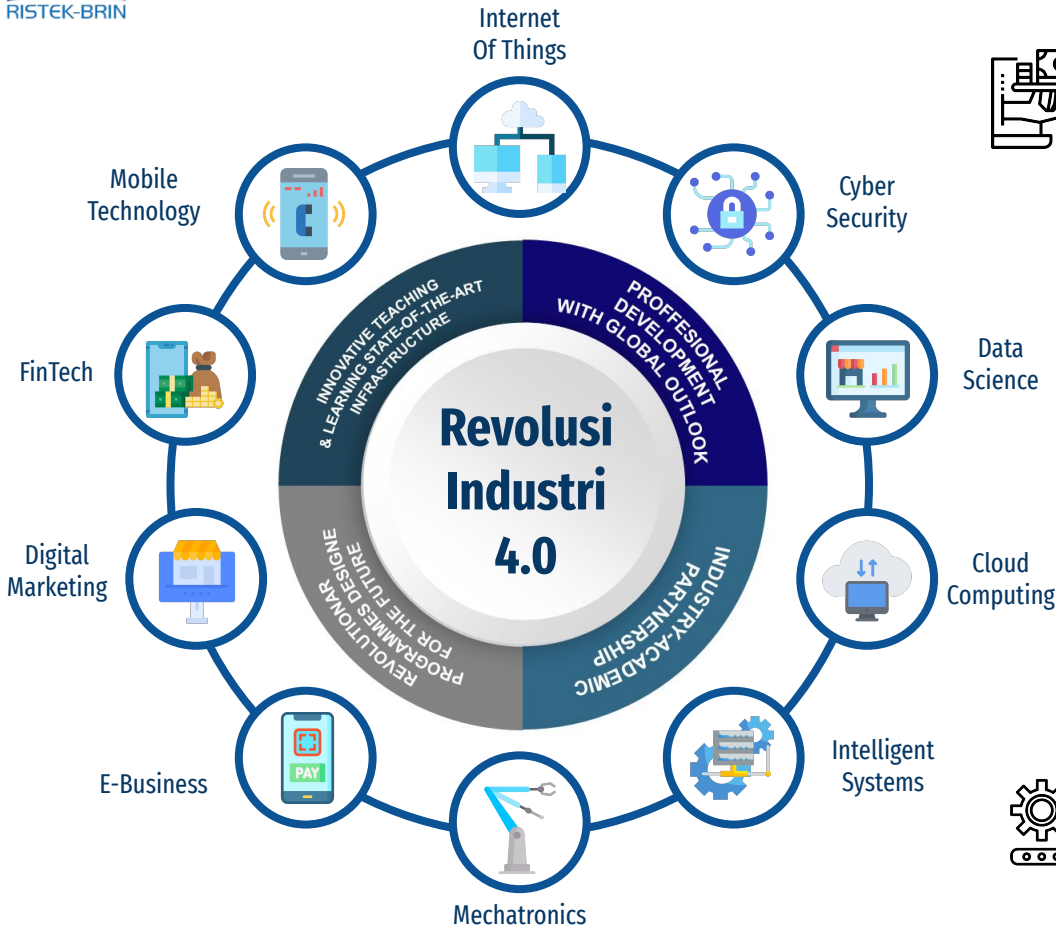 RISTEK-BRIN
Internet
Of Things
Mobile
Technology
Cyber
Security
FinTech
Data
Science
Digital
Marketing
Cloud
Computing
E-Business
Intelligent
Systems
Mechatronics
INNOVATIVE TEACHING
& LEARNING STATE-OF-THE-ART
INFRASTRUCTURE
PROFFESIONAL
DEVELOPMENT
WITH GLOBAL OUTLOOK
Revolusi
Industri
4.0
REVOLUTIONAR
PROGRAMMES DESIGNE
FOR THE FUTURE
INDUSTRY-ACADEMIC
PARTNERSHIP
PAY